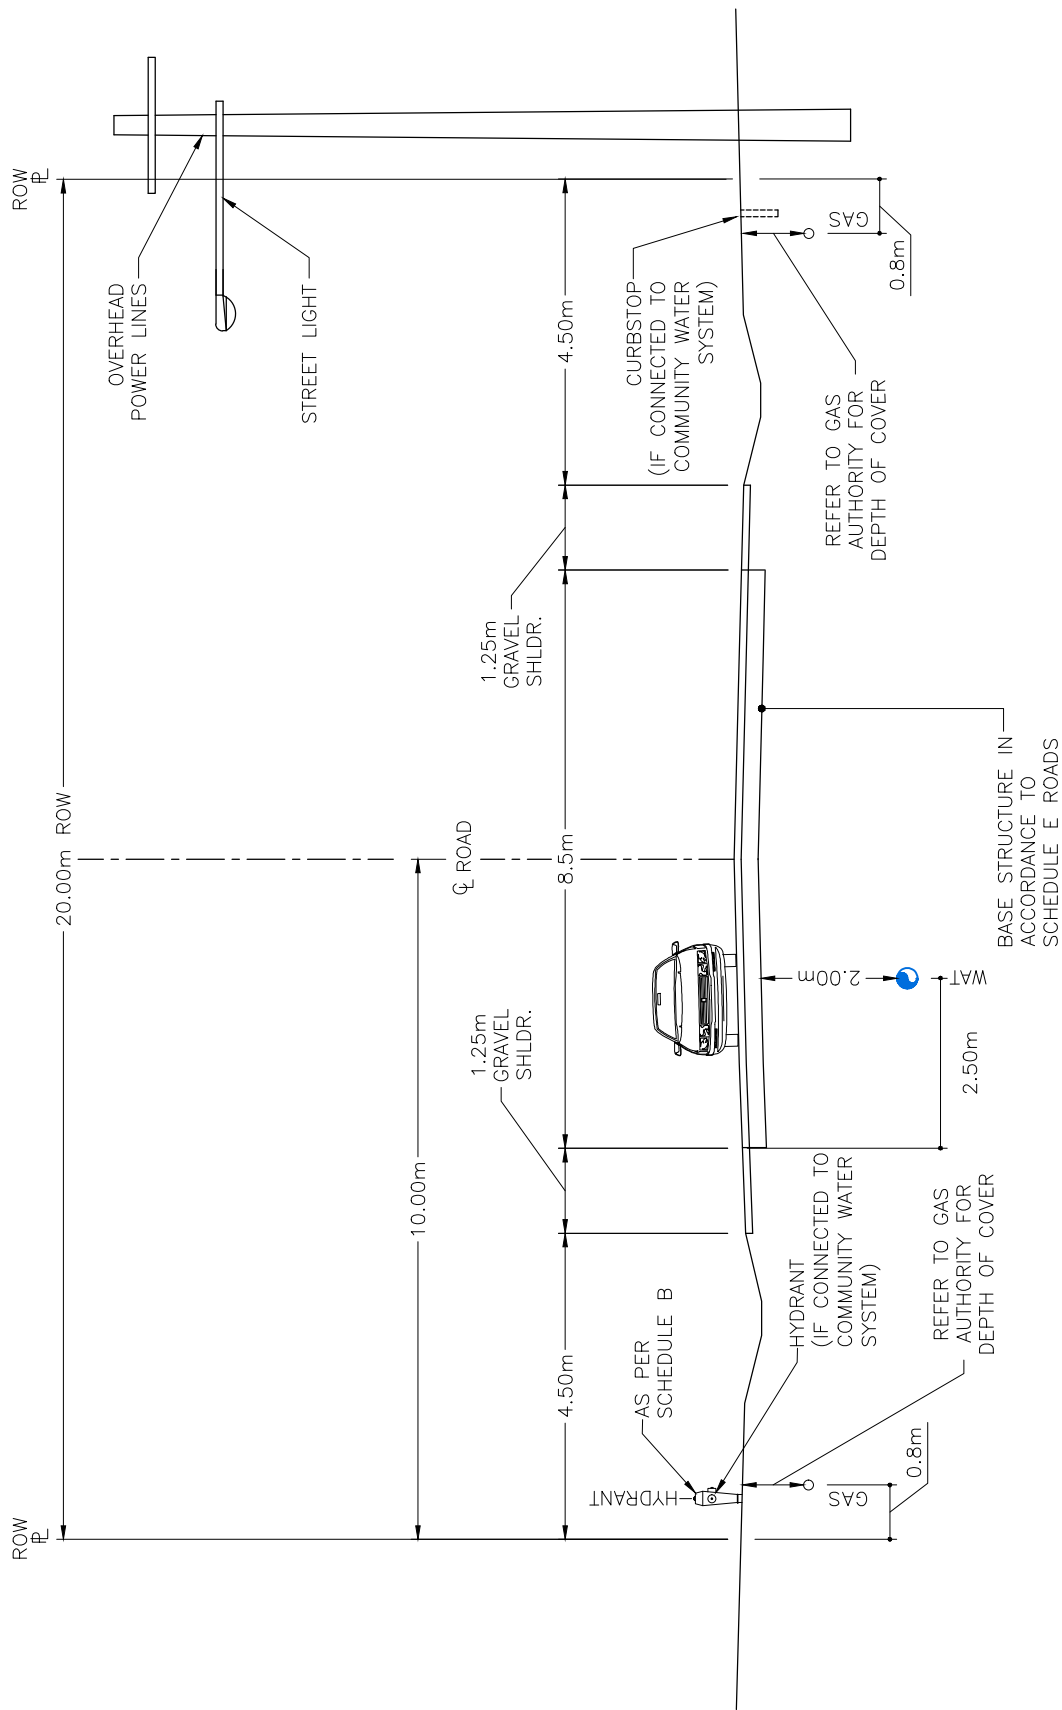 ROW
PL
20.00m ROW
ROW
PL
OVERHEAD
POWER LINES
STREET LIGHT
10.00m
CL ROAD
4.50m
1.25m
GRAVEL
SHLDR.
8.5m
1.25m
GRAVEL
SHLDR.
4.50m
HYDRANT
AS PER
SCHEDULE B
CURBSTOP
(IF CONNECTED TO
COMMUNITY WATER
SYSTEM)
HYDRANT
(IF CONNECTED TO
COMMUNITY WATER
SYSTEM)
2.00m
WAT
2.50m
GAS
0.8m
REFER TO GAS
AUTHORITY FOR
DEPTH OF COVER
BASE STRUCTURE IN
ACCORDANCE TO
SCHEDULE E ROADS
REFER TO GAS
AUTHORITY FOR
DEPTH OF COVER
GAS
0.8m